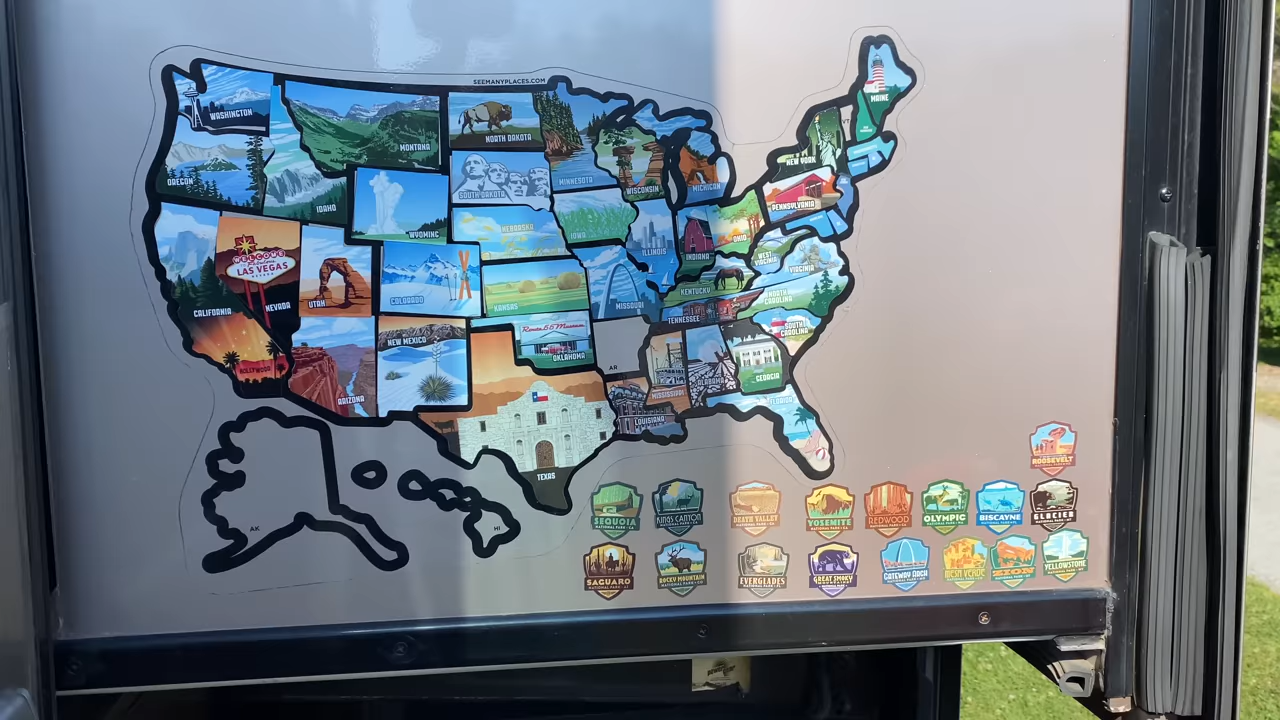 SEEMANYPLACES.COM
WASHINGTON
MONTANA
NORTH DAKOTA
MAINE
OREGON
IDAHO
WYOMING
SOUTH DAKOTA
MINNESOTA
WISCONSIN
MICHIGAN
NEW YORK
VT
PENNSYLVANIA
NEBRASKA
IOWA
ILLINOIS
INDIANA
OHIO
WEST
VIRGINIA
VIRGINIA
WELCOME
LAS VEGAS
NEVADA
CALIFORNIA
HOLLYWOOD
UTAH
COLORADO
KANSAS
MISSOURI
KENTUCKY
TENNESSEE
NORTH
CAROLINA
SOUTH
CAROLINA
ARIZONA
NEW MEXICO
Route 66 Museum
OKLAHOMA
AR
MISSISSIPPI
ALABAMA
GEORGIA
LOUISIANA
FLORIDA
TEXAS
AK
HI
ROOSEVELT
SEQUOIA
KINGS CANYON
DEATH VALLEY
YOSEMITE
REDWOOD
OLYMPIC
BISCAYNE
GLACIER
SAGUARO
ROCKY MOUNTAIN
EVERGLADES
GREAT SMOKY
GATEWAY ARCH
MESA VERDE
ZION
YELLOWSTONE